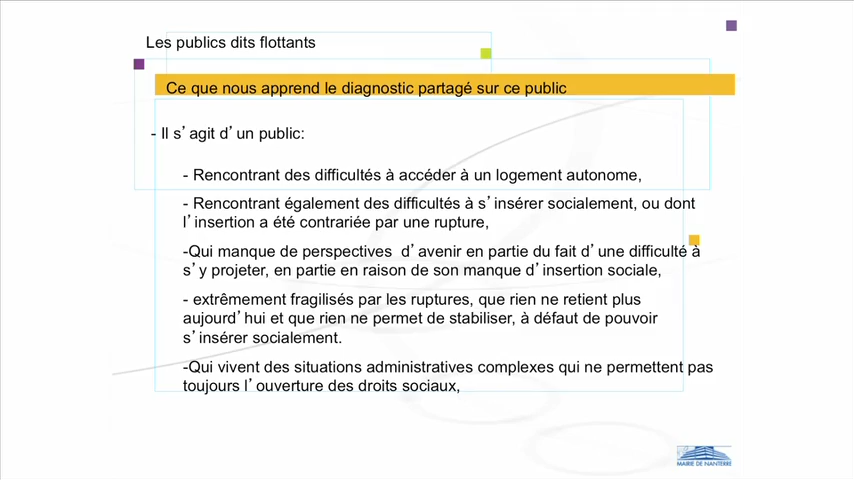 Les publics dits flottants
Ce que nous apprend le diagnostic partagé sur ce public
- Il s’agit d’un public:
- Rencontrant des difficultés à accéder à un logement autonome,
- Rencontrant également des difficultés à s’insérer socialement, ou dont
l’insertion a été contrariée par une rupture,
-Qui manque de perspectives d’avenir en partie du fait d’une difficulté à
s’y projeter, en partie en raison de son manque d’insertion sociale,
- extrêmement fragilisés par les ruptures, que rien ne retient plus
aujourd’hui et que rien ne permet de stabiliser, à défaut de pouvoir
s’insérer socialement.
-Qui vivent des situations administratives complexes qui ne permettent pas
toujours l’ouverture des droits sociaux,
MAIRIE DE NANTERRE